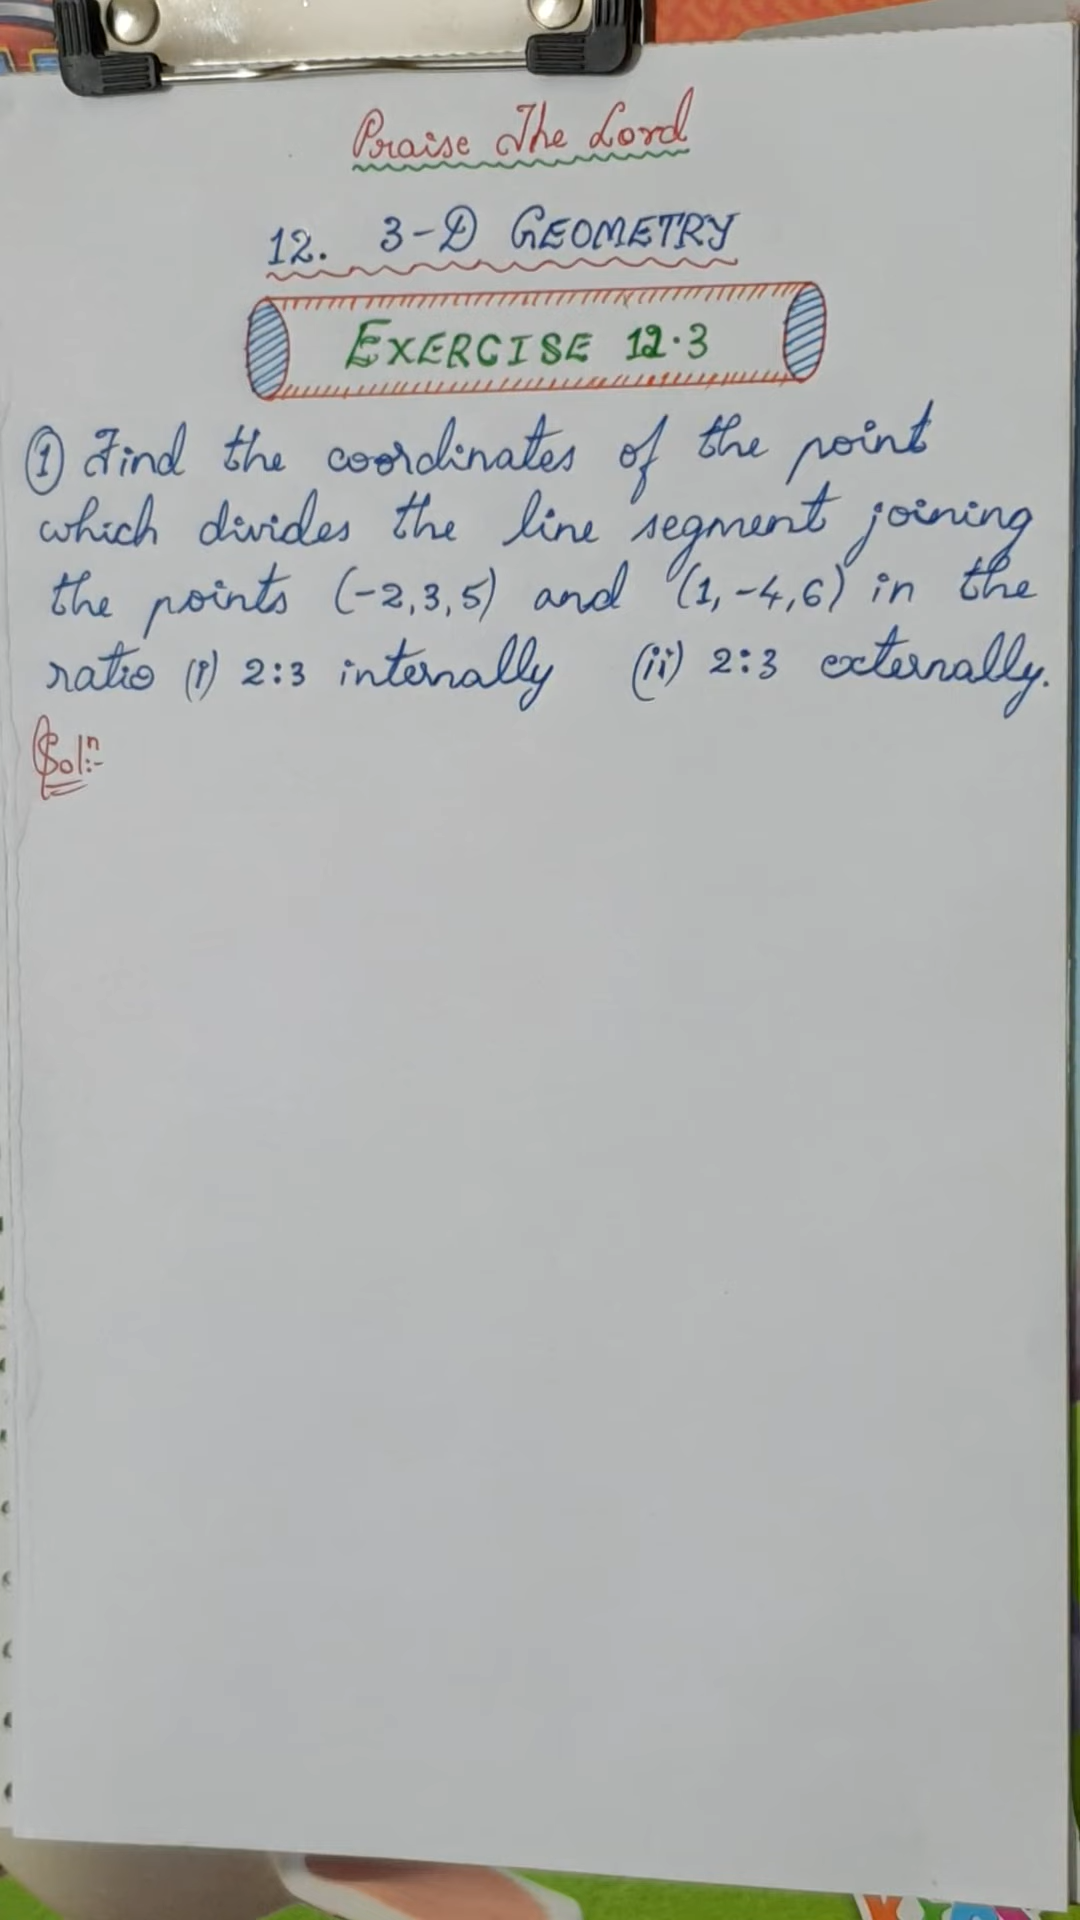 Praise The Lord
12. 3-D GEOMETRY
EXERCISE 12.3
① Find the coordinates of the point
which divides the line segment joining
the points (-2,3,5) and (1,-4,6) in the
ratio (i) 2:3 internally (ii) 2:3 externally.
Solⁿ:-